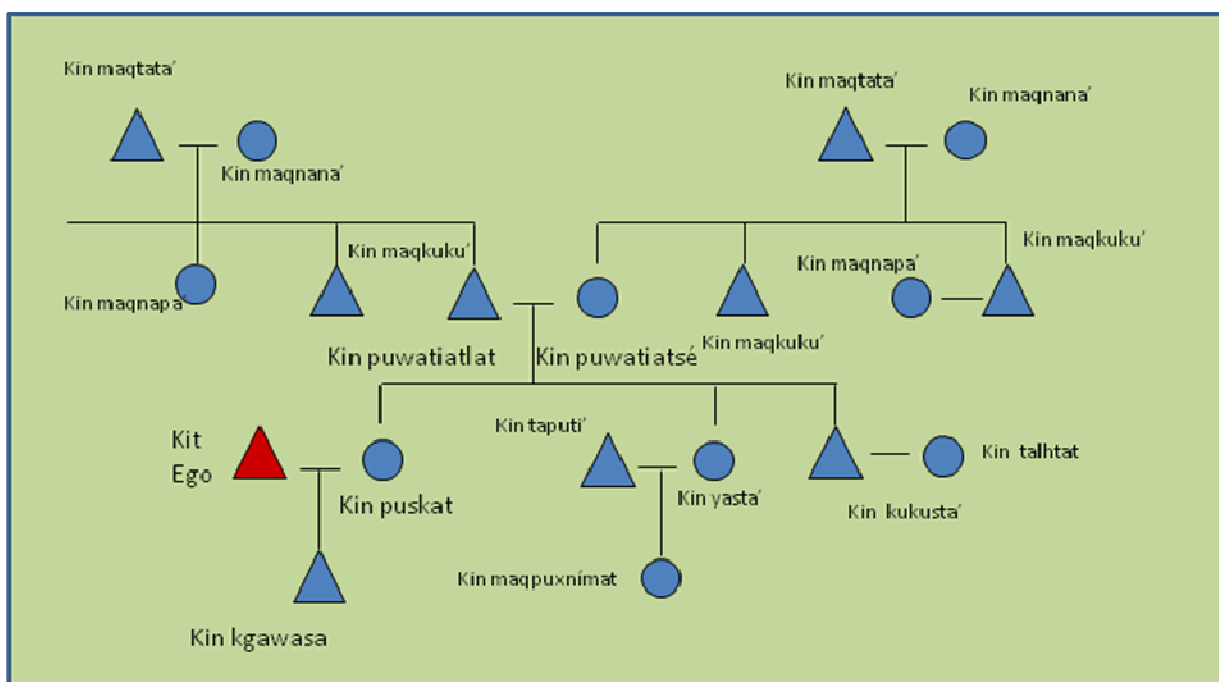 Kin maqtata´
Kin maqtata´
Kin maqnana´
Kin maqnana´
Kin maqkuku´
Kin maqkuku´
Kin maqnapa´
Kin maqnapa´
Kin maqkuku´
Kin puwatiatlat
Kin puwatiatsé
Kit
Ego
Kin taputi´
Kin talhtat
Kin puskat
Kin yasta´
Kin kukusta´
Kin maqpuxnímat
Kin kgawasa